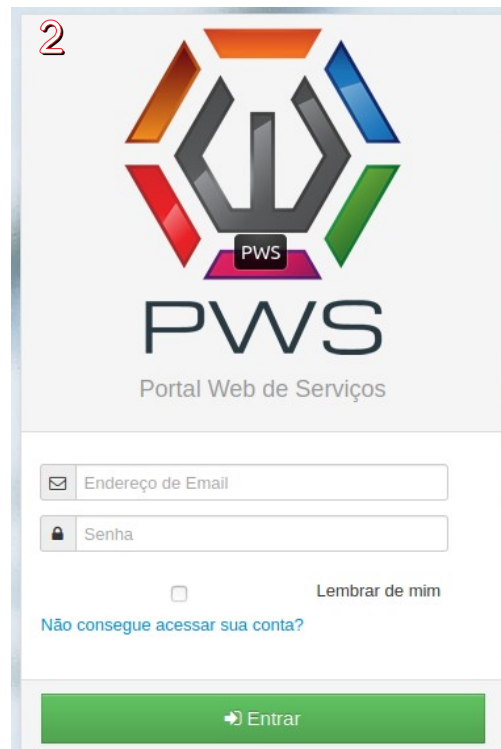 2
PWS
PWS
Portal Web de Serviços
Endereço de Email
Senha
Lembrar de mim
Não consegue acessar sua conta?
Entrar